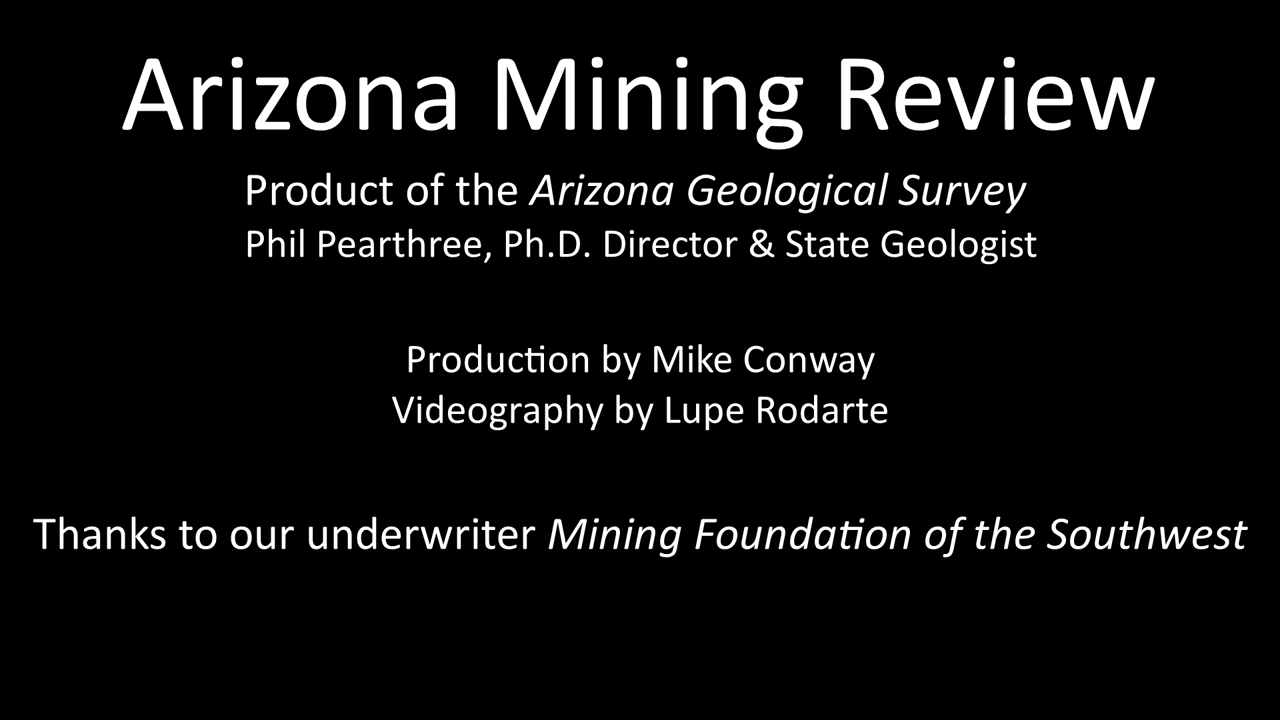 Arizona Mining Review
Product of the Arizona Geological Survey
Phil Pearthree, Ph.D. Director & State Geologist
Production by Mike Conway
Videography by Lupe Rodarte
Thanks to our underwriter Mining Foundation of the Southwest